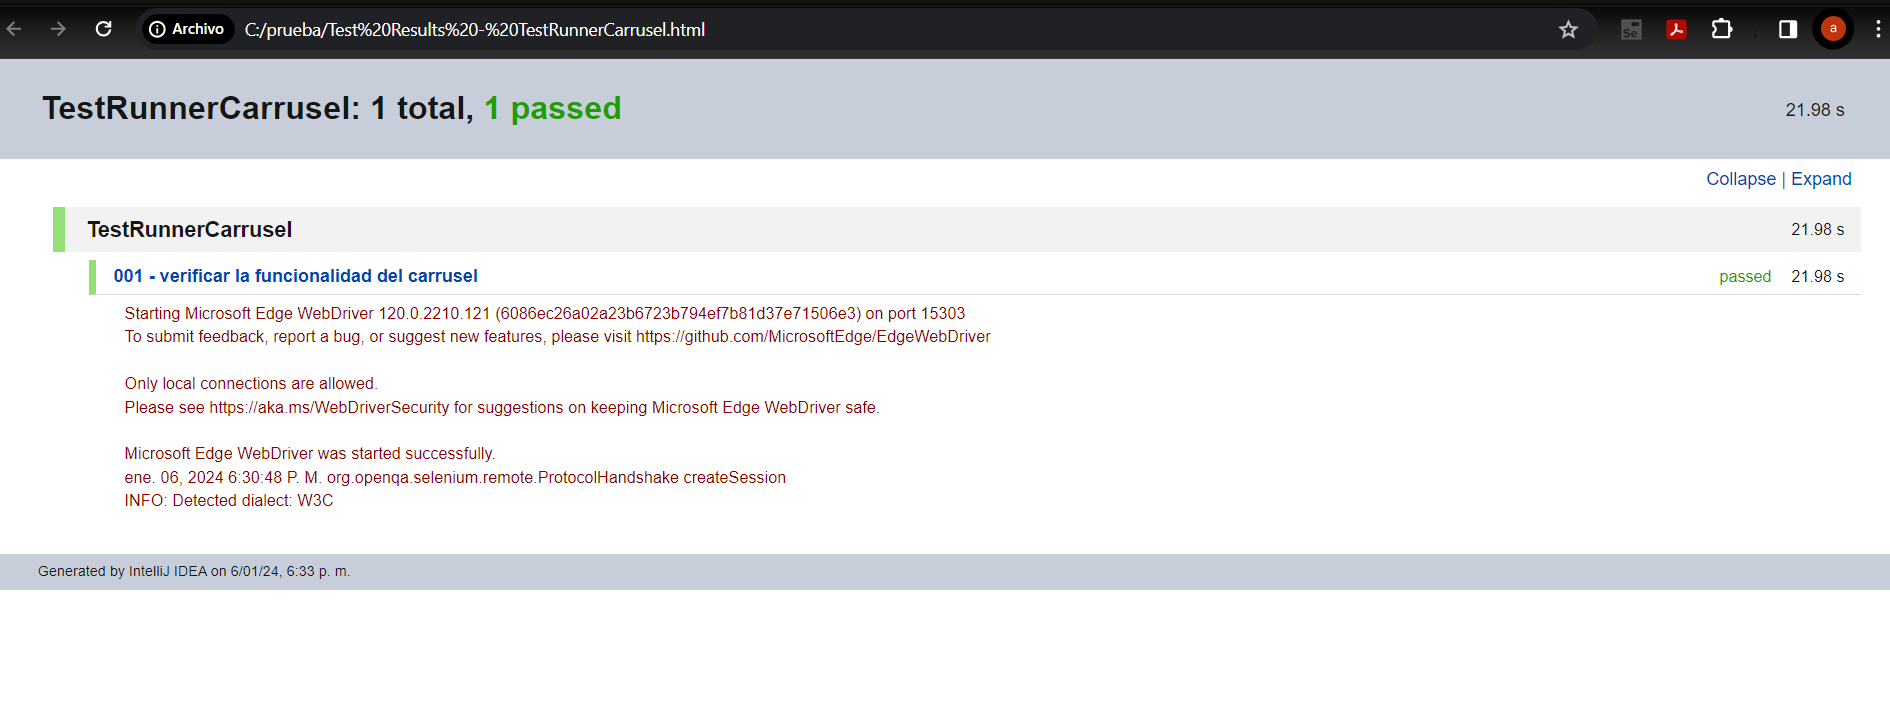 Archivo C:/prueba/Test%20Results%20-%20TestRunnerCarrusel.html
Se
a
TestRunnerCarrusel: 1 total, 1 passed 21.98 s
Collapse | Expand
TestRunnerCarrusel 21.98 s
001 - verificar la funcionalidad del carrusel passed 21.98 s
Starting Microsoft Edge WebDriver 120.0.2210.121 (6086ec26a02a23b6723b794ef7b81d37e71506e3) on port 15303
To submit feedback, report a bug, or suggest new features, please visit https://github.com/MicrosoftEdge/EdgeWebDriver
Only local connections are allowed.
Please see https://aka.ms/WebDriverSecurity for suggestions on keeping Microsoft Edge WebDriver safe.
Microsoft Edge WebDriver was started successfully.
ene. 06, 2024 6:30:48 P. M. org.openqa.selenium.remote.ProtocolHandshake createSession
INFO: Detected dialect: W3C
Generated by IntelliJ IDEA on 6/01/24, 6:33 p. m.